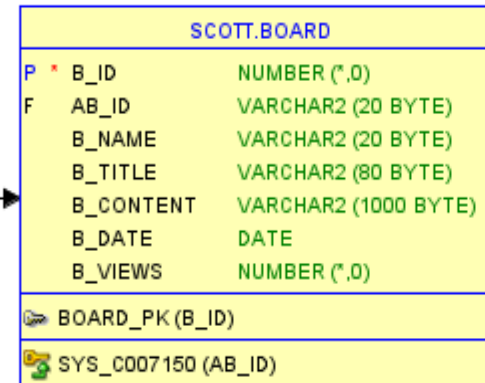 SCOTT.BOARD
P * B_ID NUMBER (*,0)
F AB_ID VARCHAR2 (20 BYTE)
B_NAME VARCHAR2 (20 BYTE)
B_TITLE VARCHAR2 (80 BYTE)
B_CONTENT VARCHAR2 (1000 BYTE)
B_DATE DATE
B_VIEWS NUMBER (*,0)
BOARD_PK (B_ID)
SYS_C007150 (AB_ID)